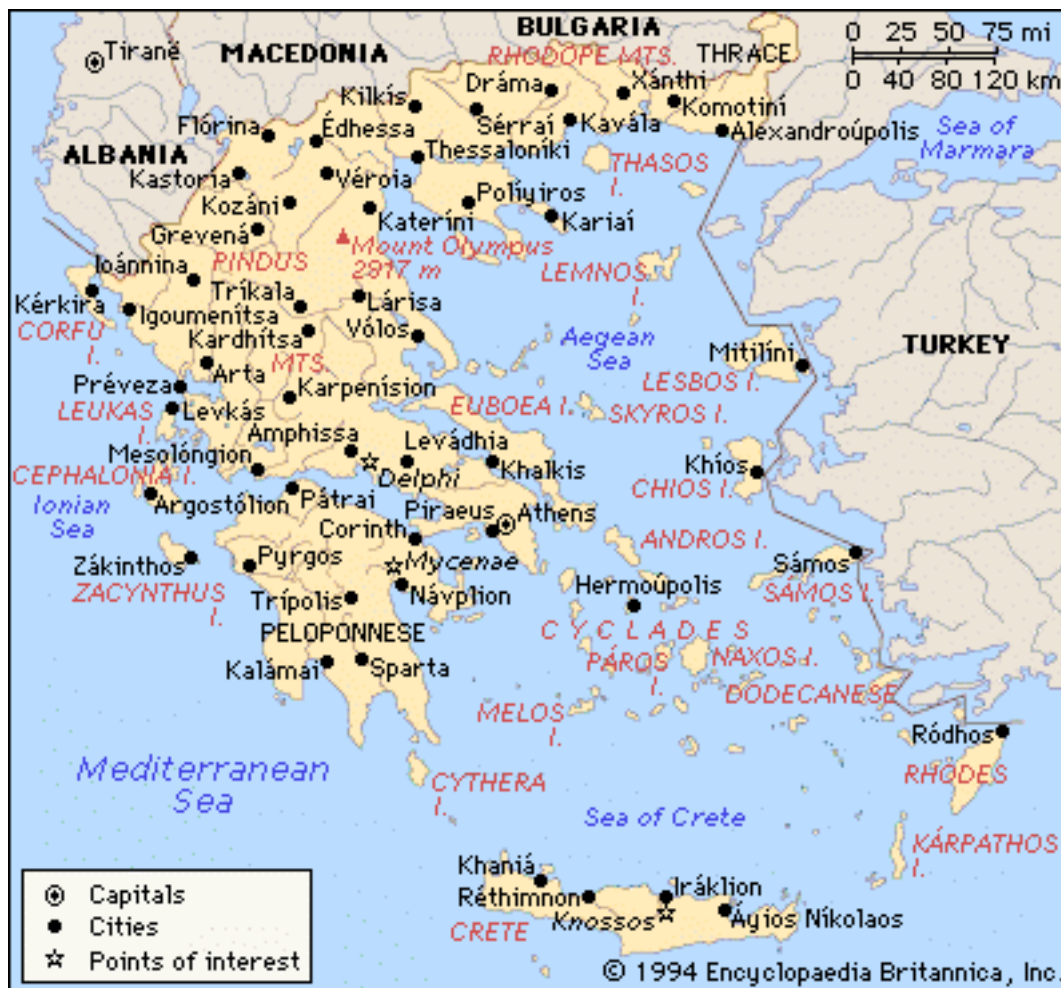 BULGARIA
0 25 50 75 mi
0 40 80 120 km
Tiranë
MACEDONIA
RHODOPE MTS.
THRACE
Dráma
Xánthi
Kilkís
Komotiní
Flórina
Édhessa
Sérraí
Kavála
Alexandroúpolis
Sea of
Marmara
ALBANIA
Thessaloníki
THASOS
I.
Kastoria
Véroia
Políyiros
Kozáni
Kateríni
Kariaí
Grevená
Mount Olympus
2917 m
Ioánnina
PINDUS
MTS.
LEMNOS
I.
Kérkira
Igoumenítsa
Tríkala
Lárisa
CORFU
I.
Kardhítsa
Vólos
Aegean
Sea
Mitilíni
TURKEY
Arta
LESBOS I.
Préveza
Karpenísion
LEUKAS
I.
Levkás
EUBOEA I.
SKYROS I.
Amphissa
Levádhia
Mesolóngion
Delphi
Khalkis
Khíos
CEPHALONIA I.
CHIOS I.
Ionian
Sea
Argostólion
Pátrai
Piraeus
Athens
Corinth
ANDROS I.
Zákinthos
Pyrgos
Mycenae
Sámos
ZACYNTHUS
I.
Hermoúpolis
SÁMOS I.
Trípolis
Návplion
PELOPONNESE
CYCLADES
PÁROS
I.
NAXOS I.
Kalámai
Sparta
DODECANESE
MELOS
I.
Ródhos
Mediterranean
Sea
CYTHERA
I.
RHODES
Sea of Crete
KÁRPATHOS
I.
Khaniá
Réthimnon
Iráklion
Knossos
Áyios Níkolaos
CRETE
Capitals
Cities
Points of interest
© 1994 Encyclopaedia Britannica, Inc.